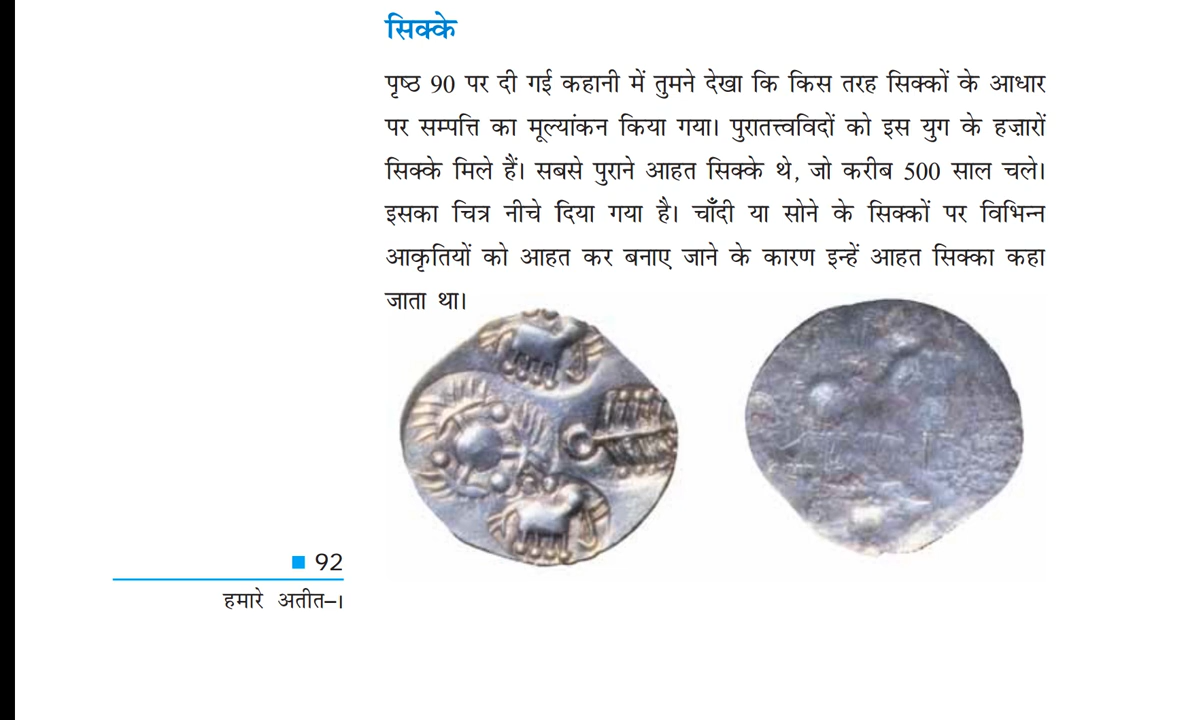 सिक्के
पृष्ठ 90 पर दी गई कहानी में तुमने देखा कि किस तरह सिक्कों के आधार
पर सम्पत्ति का मूल्यांकन किया गया। पुरातत्त्वविदों को इस युग के हज़ारों
सिक्के मिले हैं। सबसे पुराने आहत सिक्के थे, जो करीब 500 साल चले।
इसका चित्र नीचे दिया गया है। चाँदी या सोने के सिक्कों पर विभिन्न
आकृतियों को आहत कर बनाए जाने के कारण इन्हें आहत सिक्का कहा
जाता था।
■ 92
हमारे अतीत–I